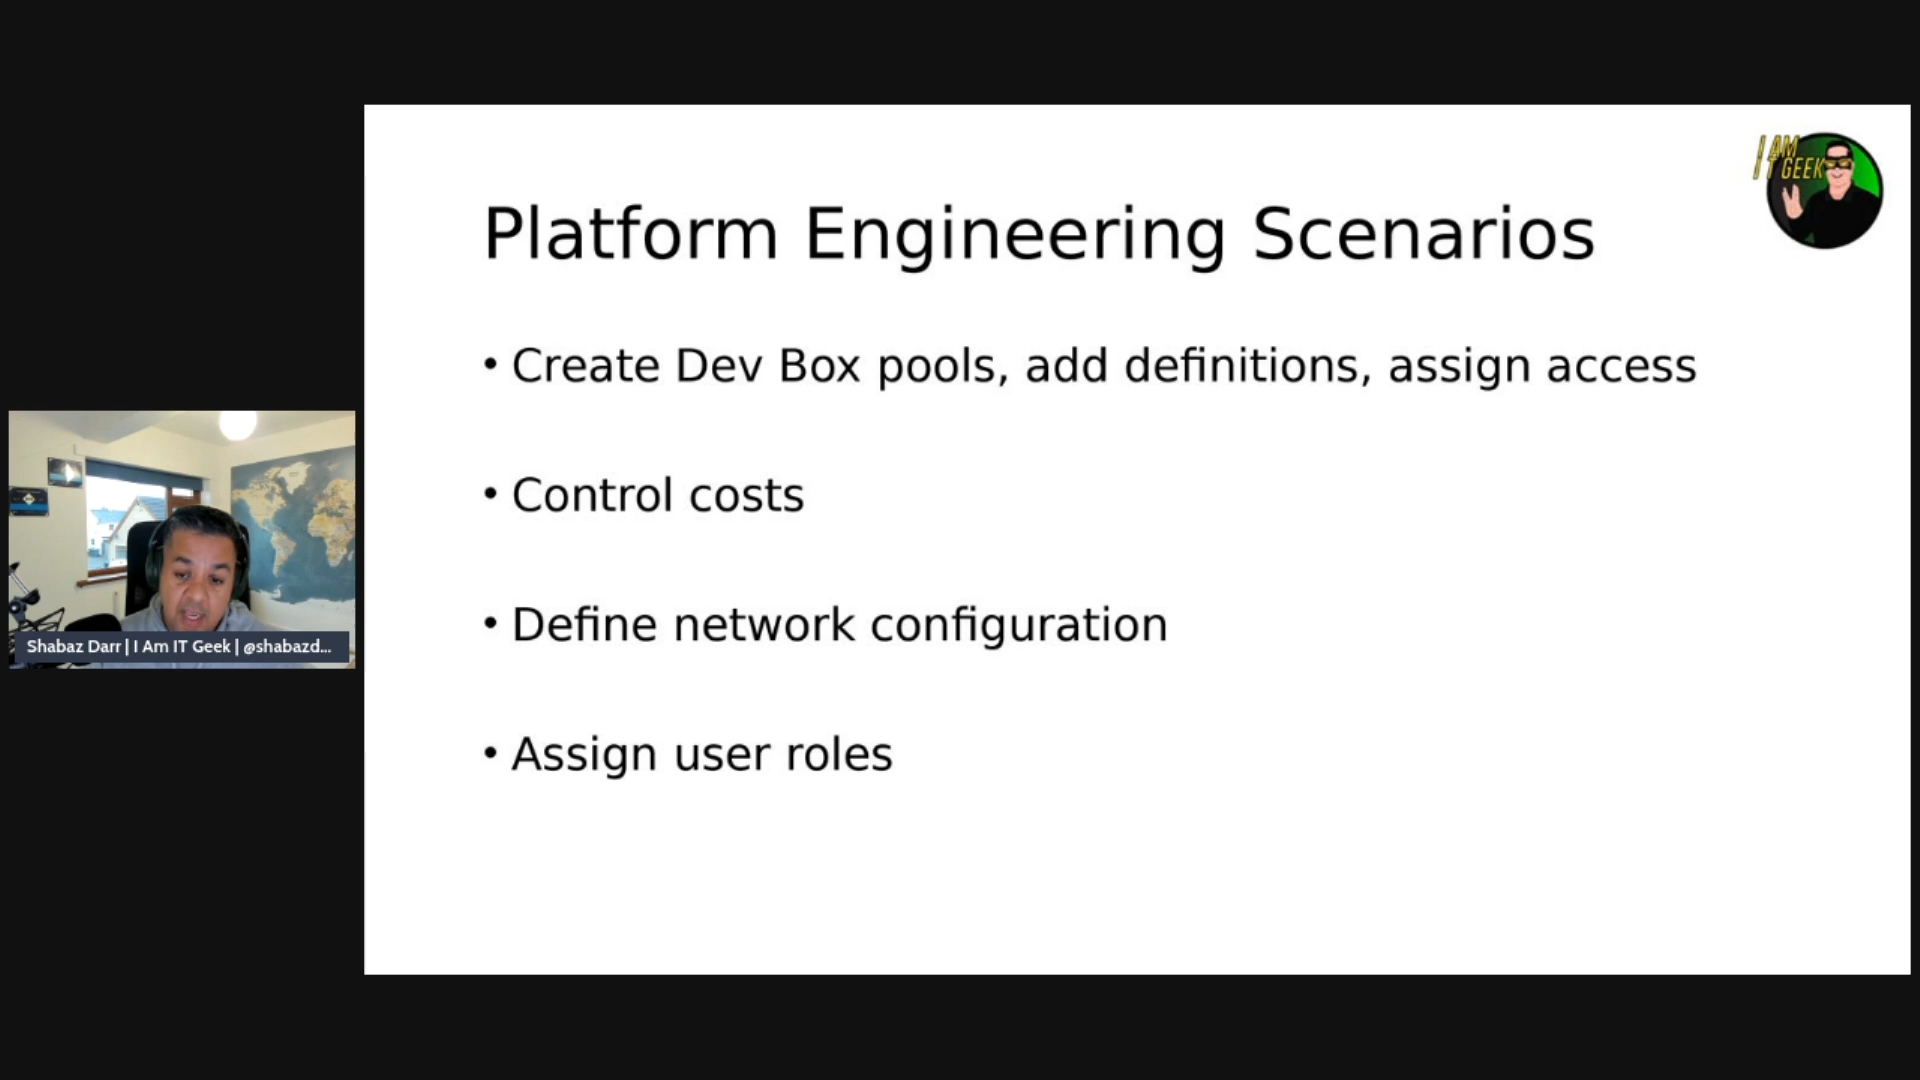 I AM
IT GEEK
Platform Engineering Scenarios
• Create Dev Box pools, add definitions, assign access
• Control costs
• Define network configuration
• Assign user roles
Shabaz Darr | I Am IT Geek | @shabazd...